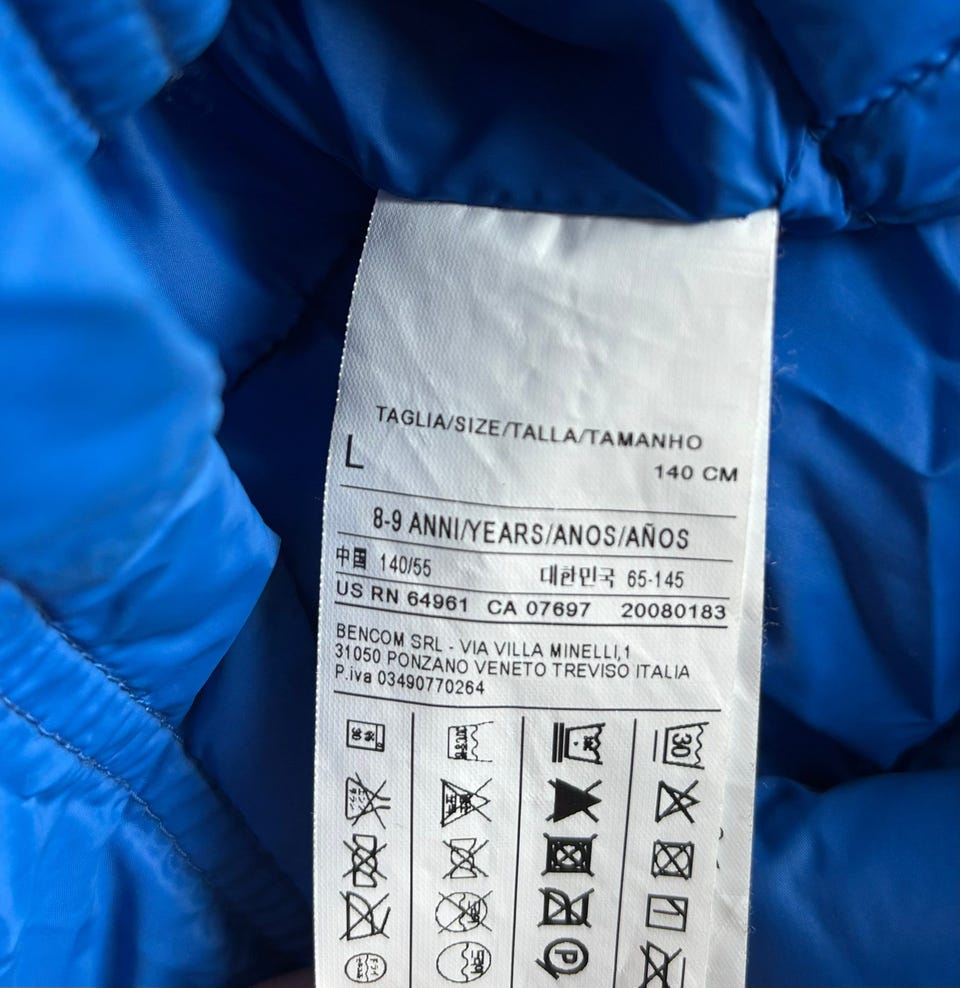 TAGLIA/SIZE/TALLA/TAMANHO
L 140 CM
8-9 ANNI/YEARS/ANOS/AÑOS
中国 140/55 대한민국 65-145
US RN 64961 CA 07697 20080183
BENCOM SRL - VIA VILLA MINELLI,1
31050 PONZANO VENETO TREVISO ITALIA
P.iva 03490770264
30
P